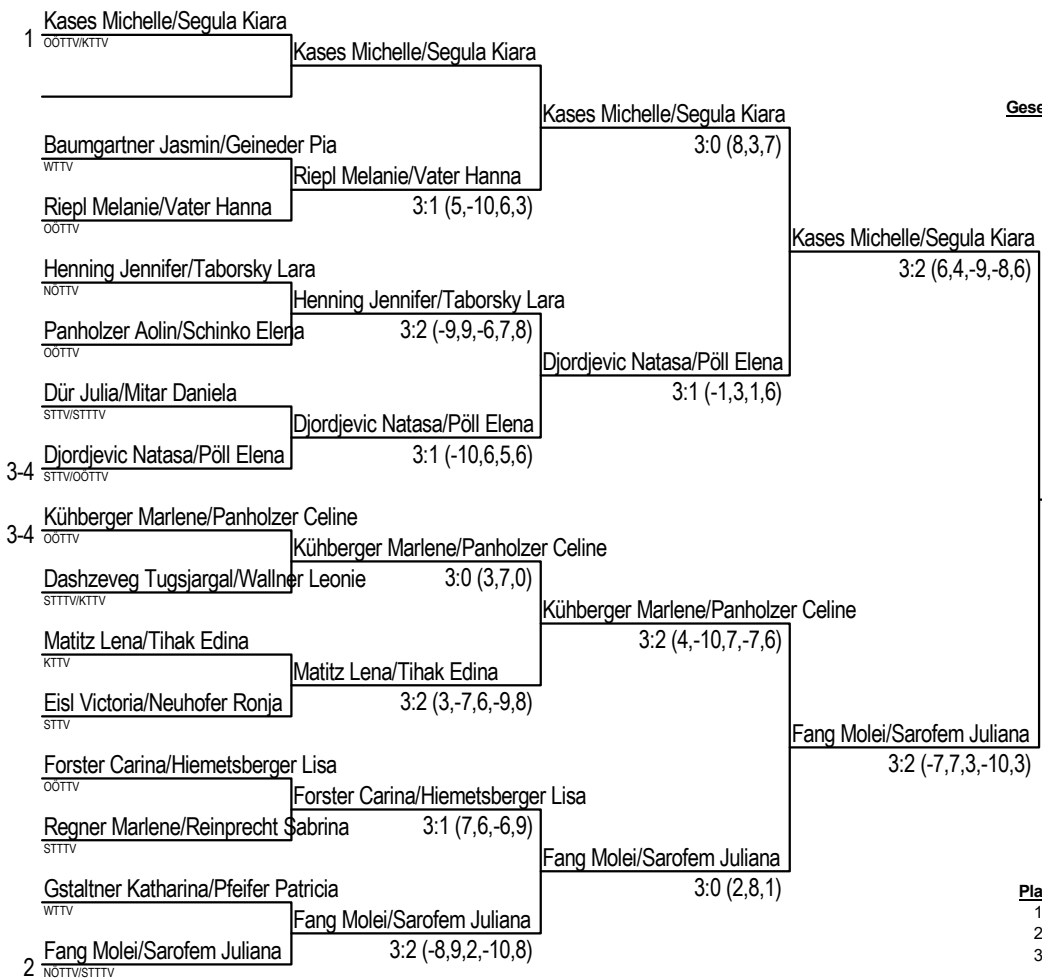 Kases Michelle/Segula Kiara
1
OÖTTV/KTTV
Kases Michelle/Segula Kiara
Kases Michelle/Segula Kiara
3:0 (8,3,7)
Baumgartner Jasmin/Geineder Pia
WTTV
Riepl Melanie/Vater Hanna
3:1 (5,-10,6,3)
Riepl Melanie/Vater Hanna
OÖTTV
Kases Michelle/Segula Kiara
3:2 (6,4,-9,-8,6)
Henning Jennifer/Taborsky Lara
NÖTTV
Henning Jennifer/Taborsky Lara
3:2 (-9,9,-6,7,8)
Panholzer Aolin/Schinko Elena
OÖTTV
Djordjevic Natasa/Pöll Elena
3:1 (-1,3,1,6)
Dür Julia/Mitar Daniela
STTV/STTTV
Djordjevic Natasa/Pöll Elena
3:1 (-10,6,5,6)
Djordjevic Natasa/Pöll Elena
3-4
STTV/OÖTTV
Kühberger Marlene/Panholzer Celine
3-4
OÖTTV
Kühberger Marlene/Panholzer Celine
3:0 (3,7,0)
Dashzeveg Tugsjargal/Wallner Leonie
STTTV/KTTV
Kühberger Marlene/Panholzer Celine
3:2 (4,-10,7,-7,6)
Matitz Lena/Tihak Edina
KTTV
Matitz Lena/Tihak Edina
3:2 (3,-7,6,-9,8)
Eisl Victoria/Neuhofer Ronja
STTV
Fang Molei/Sarofem Juliana
3:2 (-7,7,3,-10,3)
Forster Carina/Hiemetsberger Lisa
OÖTTV
Forster Carina/Hiemetsberger Lisa
3:1 (7,6,-6,9)
Regner Marlene/Reinprecht Sabrina
STTTV
Fang Molei/Sarofem Juliana
3:0 (2,8,1)
Gstaltner Katharina/Pfeifer Patricia
WTTV
Fang Molei/Sarofem Juliana
3:2 (-8,9,2,-10,8)
Fang Molei/Sarofem Juliana
2
NÖTTV/STTTV
Gese
Pla
1
2
3